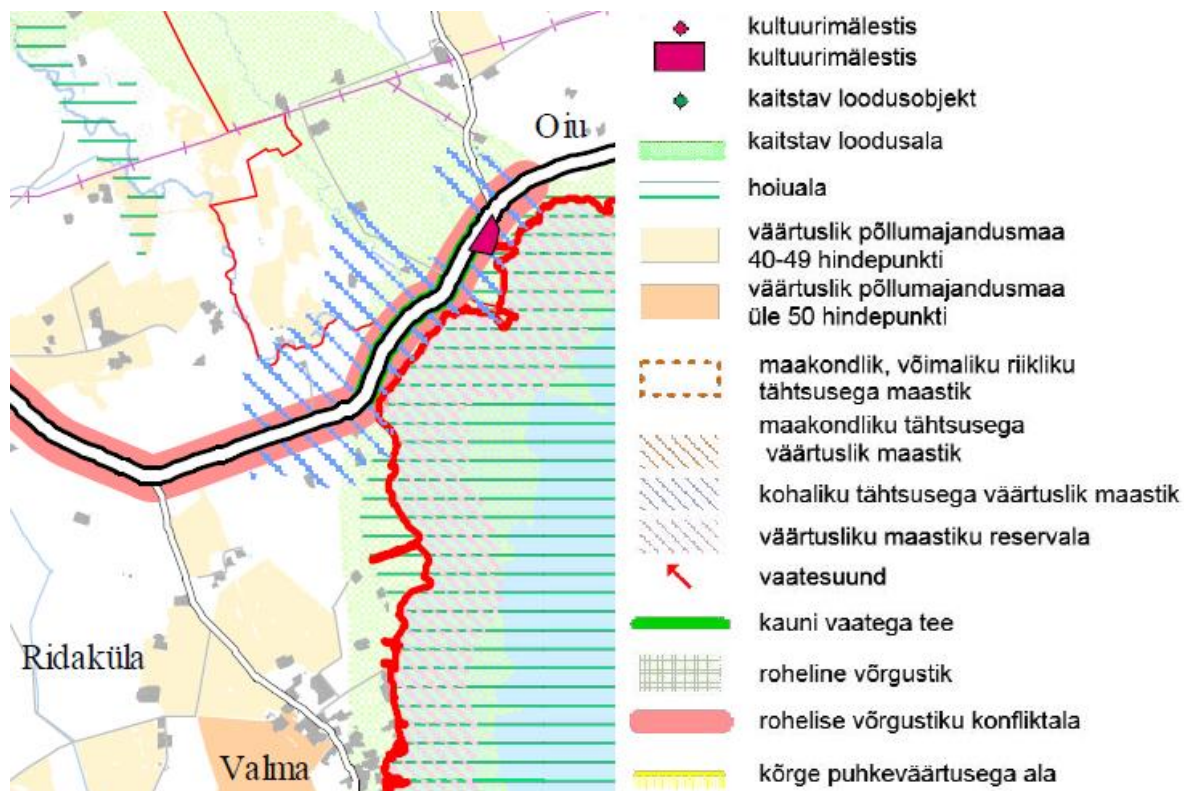 Oiu
Ridaküla
Valma
kultuurimälestis
kultuurimälestis
kaitstav loodusobjekt
kaitstav loodusala
hoiuala
väärtuslik põllumajandusmaa
40-49 hindepunkti
väärtuslik põllumajandusmaa
üle 50 hindepunkti
maakondlik, võimaliku riikliku
tähtsusega maastik
maakondliku tähtsusega
väärtuslik maastik
kohaliku tähtsusega väärtuslik maastik
väärtusliku maastiku reservala
vaatesuund
kauni vaatega tee
roheline võrgustik
rohelise võrgustiku konfliktala
kõrge puhkeväärtusega ala